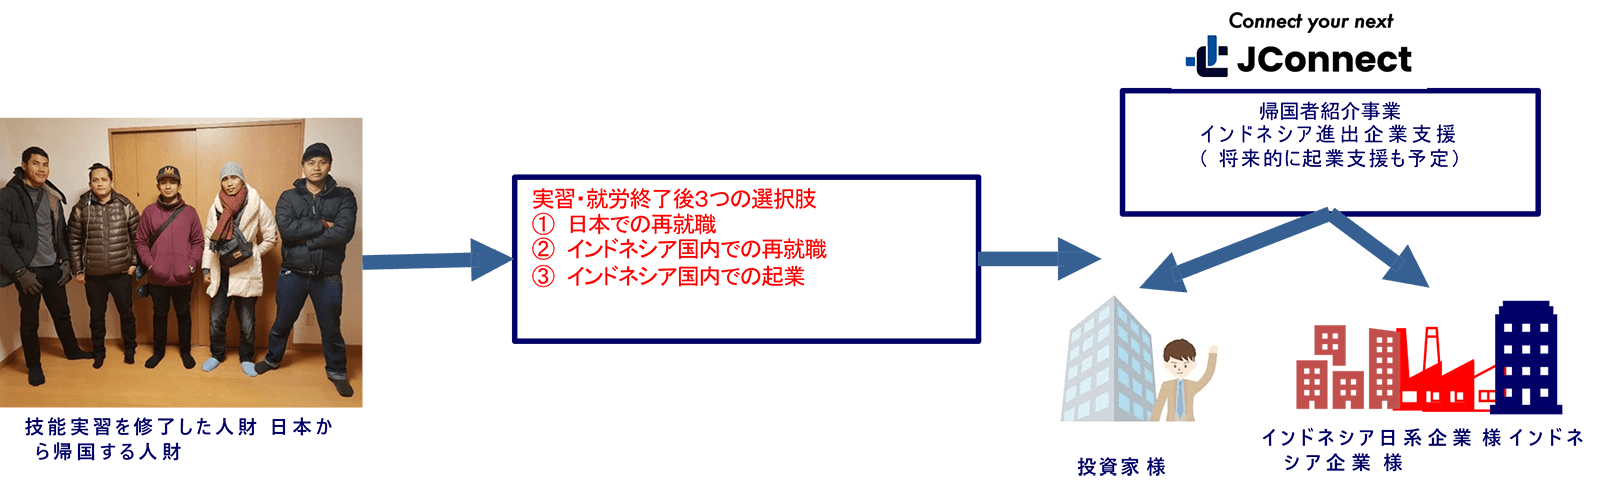 Connect your next
JConnect
帰国者紹介事業
インドネシア進出企業支援
（ 将来的に起業支援も予定）
実習・就労終了後３つの選択肢
① 日本での再就職
② インドネシア国内での再就職
③ インドネシア国内での起業
技能実習を修了した人財 日本か
ら帰国する人財
投資家 様
インドネシア日系企業 様 インドネ
シア企業 様